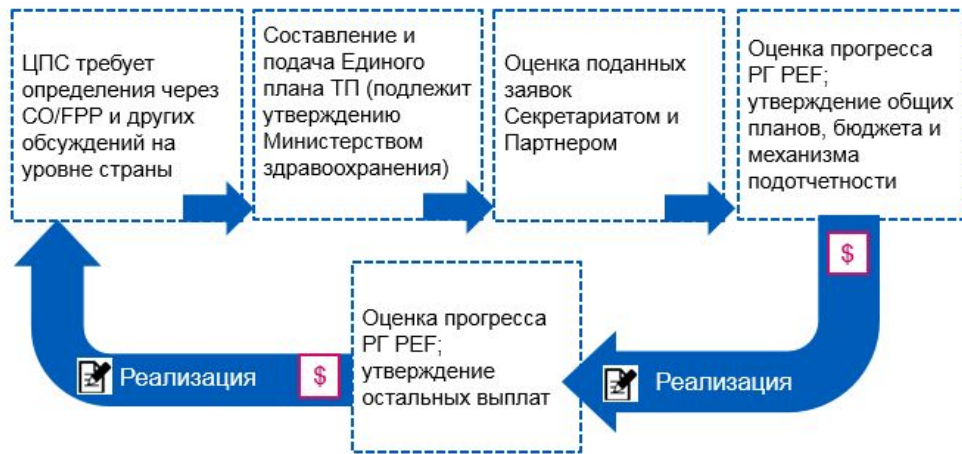 ЦПС требует
определения через
СО/FPP и других
обсуждений на
уровне страны
Составление и
подача Единого
плана ТП (подлежит
утверждению
Министерством
здравоохранения)
Оценка поданных
заявок
Секретариатом и
Партнером
Оценка прогресса
РГ PEF;
утверждение общих
планов, бюджета и
механизма
подотчетности
$
Реализация
Оценка прогресса
РГ PEF;
утверждение
остальных выплат
$
Реализация